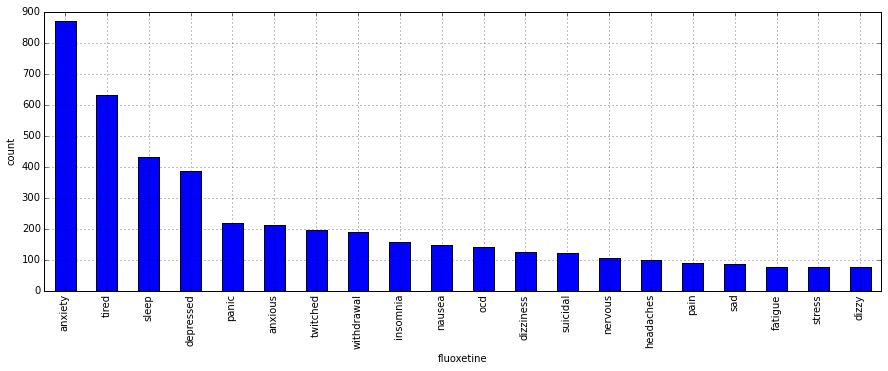 900
800
700
600
500
400
300
200
100
0
count
anxiety
tired
sleep
depressed
panic
anxious
twitched
withdrawal
insomnia
nausea
ocd
dizziness
suicidal
nervous
headaches
pain
sad
fatigue
stress
dizzy
fluoxetine